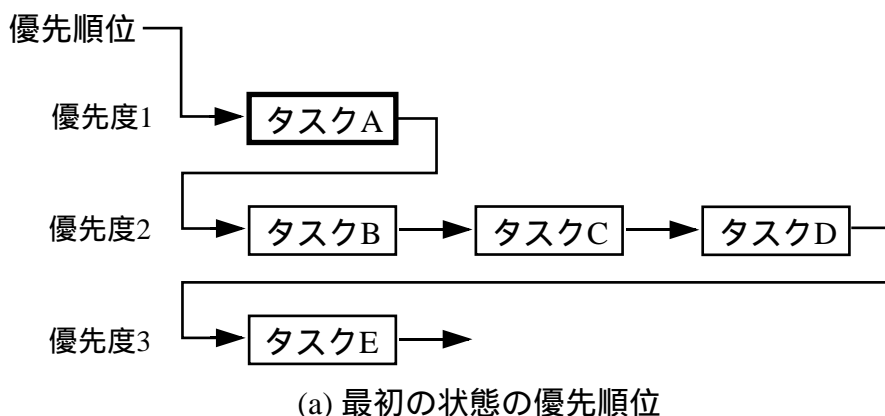 優先順位
優先度1 タスクA
優先度2 タスクB タスクC タスクD
優先度3 タスクE
(a) 最初の状態の優先順位